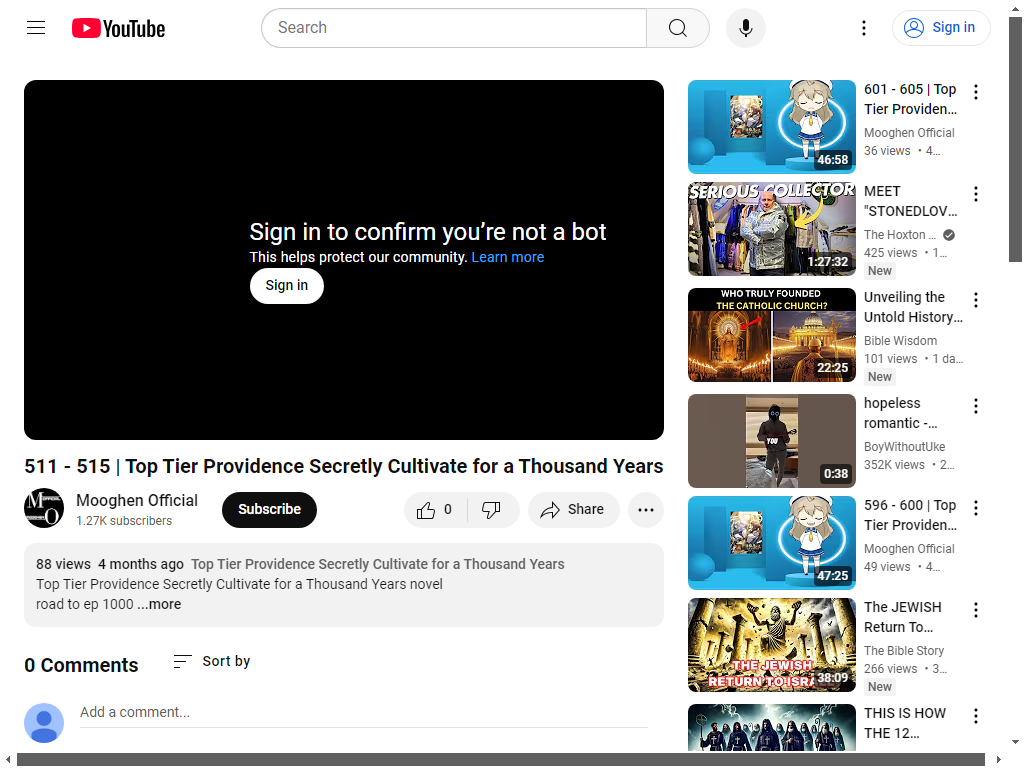 YouTube
Search
Sign in
Sign in to confirm you’re not a bot
This helps protect our community. Learn more
Sign in
511 - 515 | Top Tier Providence Secretly Cultivate for a Thousand Years
Mooghen Official
1.27K subscribers
Subscribe
0
Share
88 views 4 months ago Top Tier Providence Secretly Cultivate for a Thousand Years
Top Tier Providence Secretly Cultivate for a Thousand Years novel
road to ep 1000 ...more
0 Comments
Sort by
Add a comment...
46:58
601 - 605 | Top
Tier Providen...
Mooghen Official
36 views • 4...
SERIOUS COLLECTOR
1:27:32
MEET
"STONEDLOV...
The Hoxton ...
425 views • 1...
New
WHO TRULY FOUNDED
THE CATHOLIC CHURCH?
22:25
Unveiling the
Untold History...
Bible Wisdom
101 views • 1 da...
New
YOU
0:38
hopeless
romantic -...
BoyWithoutUke
352K views • 2...
47:25
596 - 600 | Top
Tier Providen...
Mooghen Official
49 views • 4...
THE JEWISH
RETURN TO ISRAEL
38:09
The JEWISH
Return To...
The Bible Story
266 views • 3...
New
THIS IS HOW
THE 12...